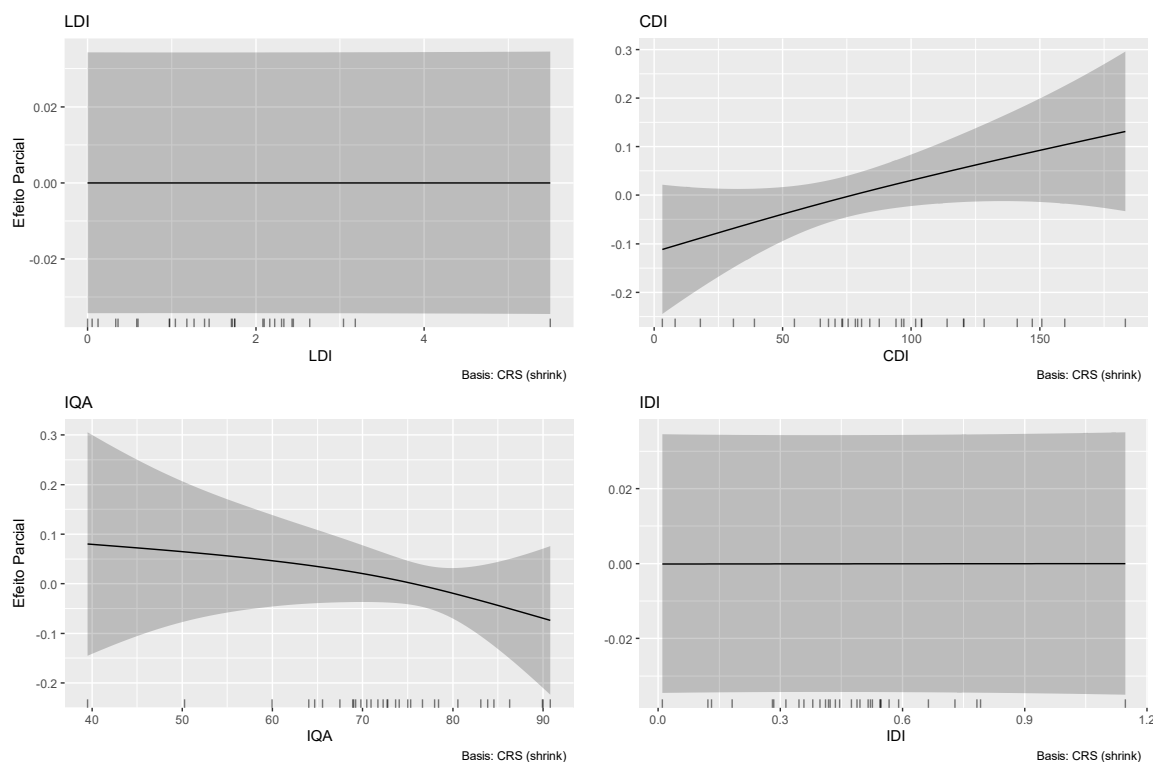 LDI
Efeito Parcial
0.02
0.00
-0.02
0 2 4
LDI
Basis: CRS (shrink)
CDI
0.3
0.2
0.1
0.0
-0.1
-0.2
0 50 100 150
CDI
Basis: CRS (shrink)
IQA
Efeito Parcial
0.3
0.2
0.1
0.0
-0.1
-0.2
40 50 60 70 80 90
IQA
Basis: CRS (shrink)
IDI
0.02
0.00
-0.02
0.0 0.3 0.6 0.9 1.2
IDI
Basis: CRS (shrink)